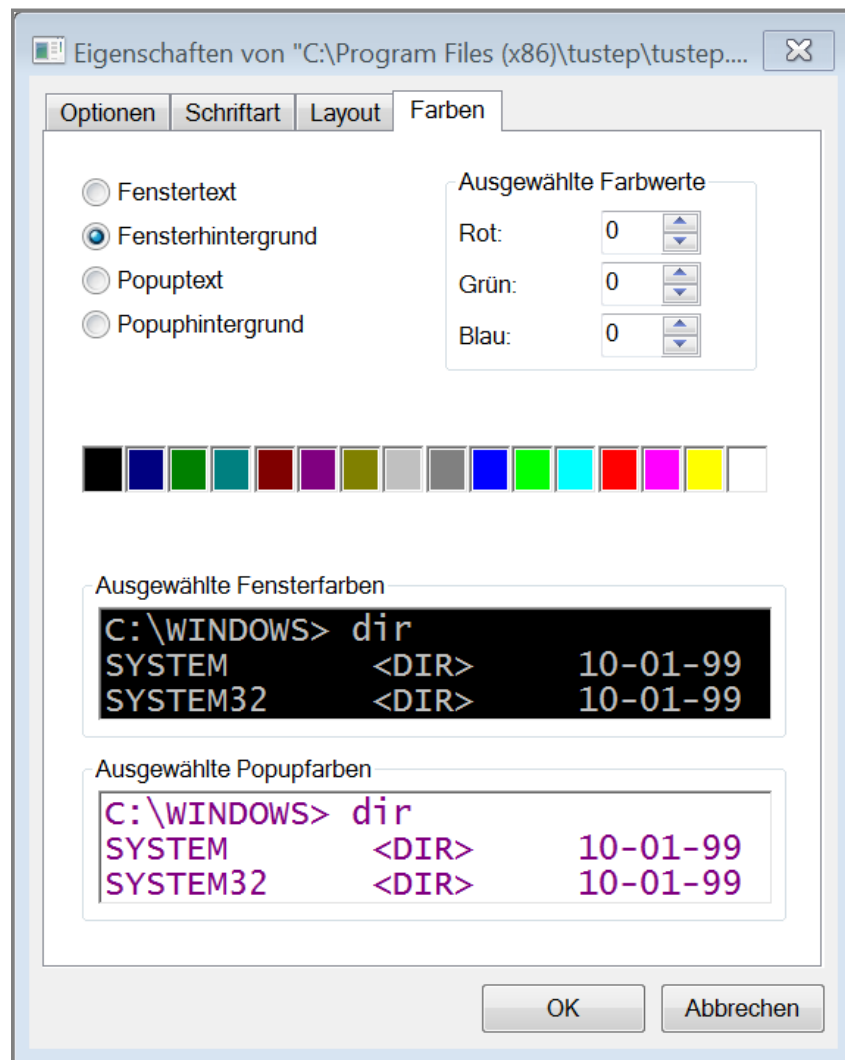 Eigenschaften von "C:\Program Files (x86)\tustep\tustep....
Optionen Schriftart Layout Farben
Fenstertext
Fensterhintergrund
Popuptext
Popuphintergrund
Ausgewählte Farbwerte
Rot: 0
Grün: 0
Blau: 0
Ausgewählte Fensterfarben
C:\WINDOWS> dir
SYSTEM <DIR> 10-01-99
SYSTEM32 <DIR> 10-01-99
Ausgewählte Popupfarben
C:\WINDOWS> dir
SYSTEM <DIR> 10-01-99
SYSTEM32 <DIR> 10-01-99
OK Abbrechen